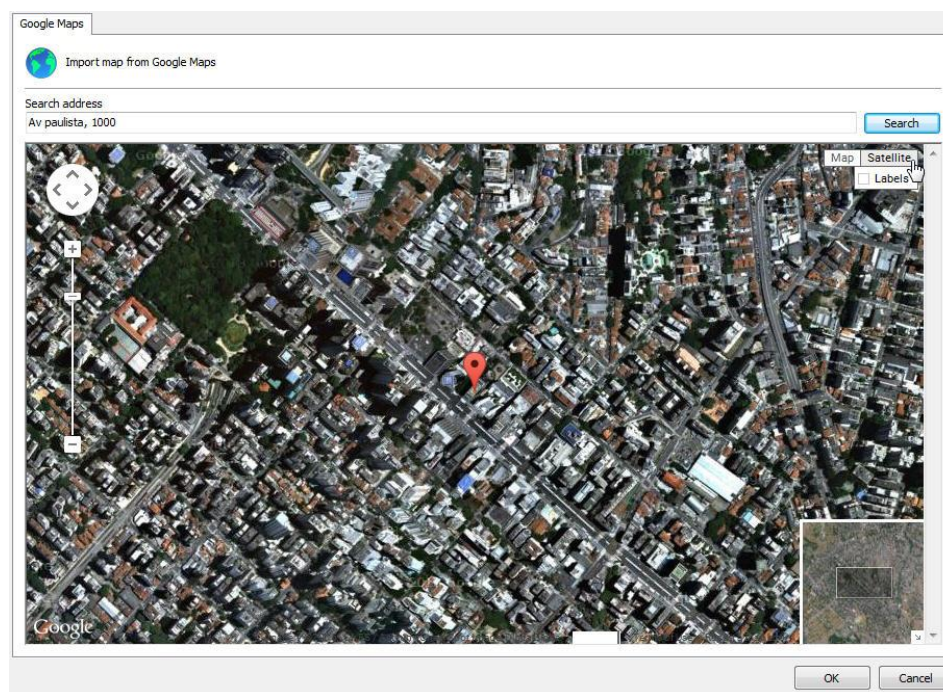 Google Maps
Import map from Google Maps
Search address
Av paulista, 1000
Search
Map
Satellite
Labels
Google
OK
Cancel